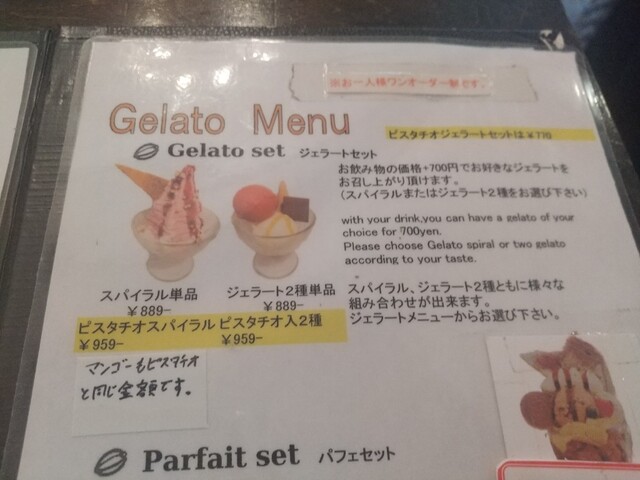 ※お一人様ワンオーダー制です。
Gelato Menu
ピスタチオジェラートセットは￥770
Gelato set ジェラートセット
お飲み物の価格+700円でお好きなジェラートを
お召し上がり頂けます。
(スパイラルまたはジェラート2種をお選び下さい)
with your drink,you can have a gelato of your
choice for 700yen.
Please choose Gelato spiral or two gelato
according to your taste.
スパイラル単品
￥889-
ジェラート2種単品
￥889-
スパイラル、ジェラート2種ともに様々な
組み合わせが出来ます。
ジェラートメニューからお選び下さい。
ピスタチオスパイラル
￥959-
ピスタチオ入2種
￥959-
マンゴーもピスタチオ
と同じ金額です。
Parfait set パフェセット